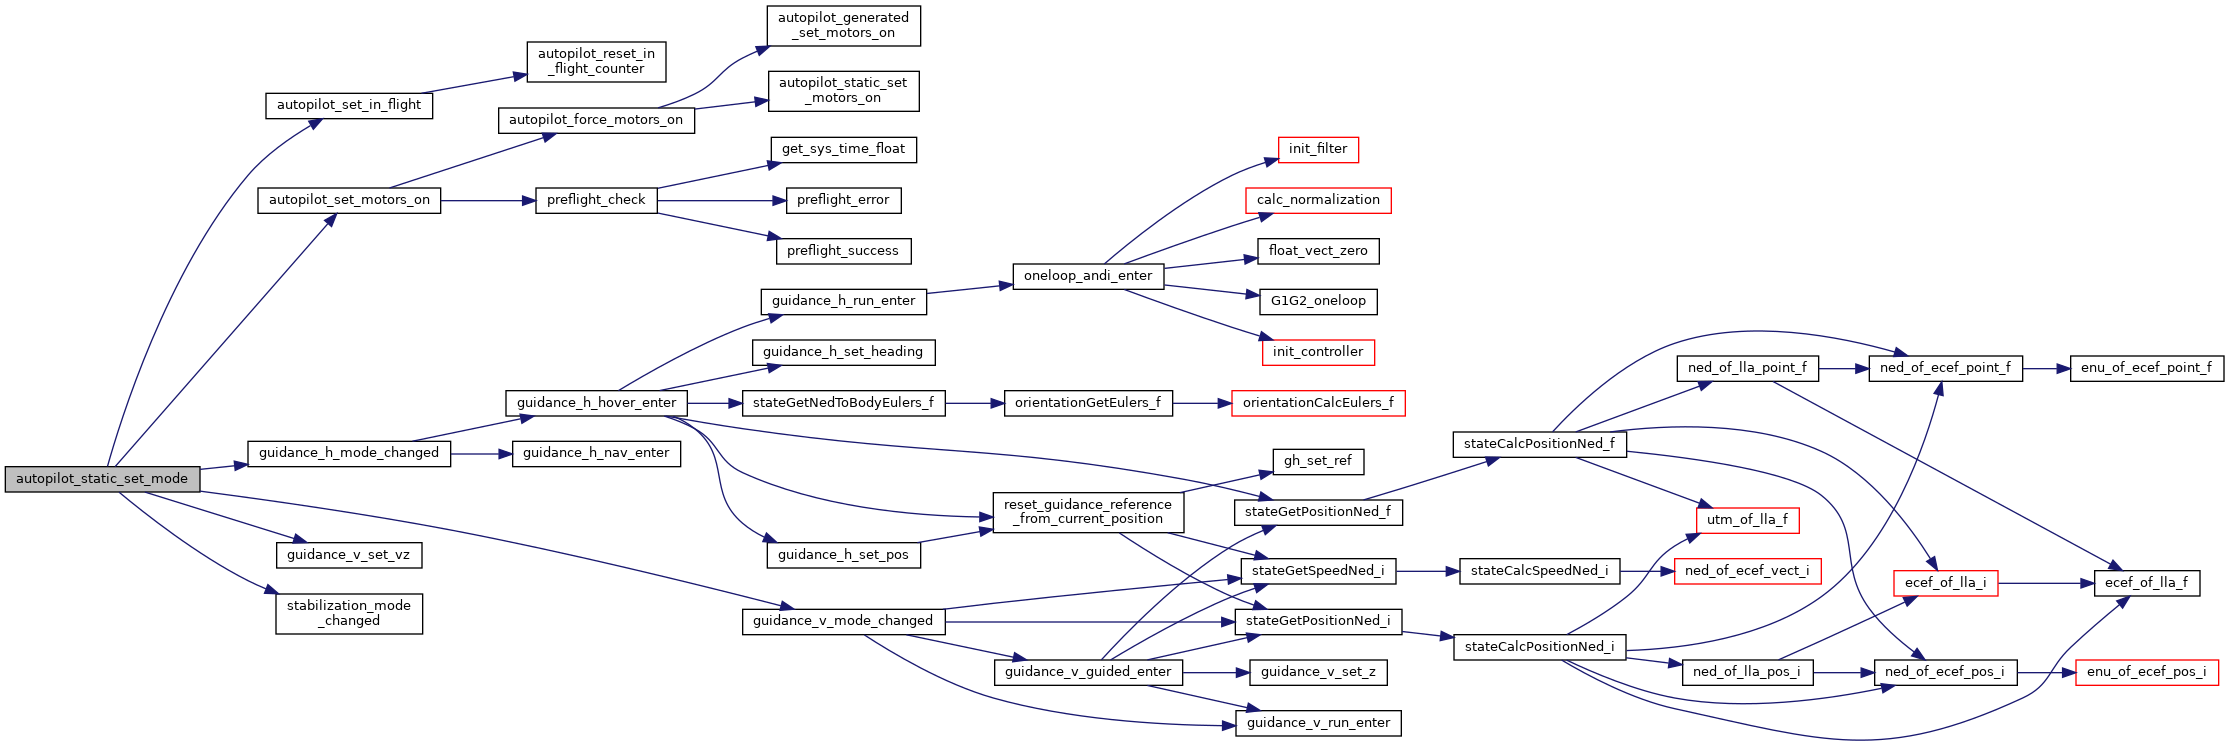 autopilot_static_set_mode
autopilot_set_in_flight
autopilot_reset_in
_flight_counter
autopilot_set_motors_on
autopilot_force_motors_on
autopilot_generated
_set_motors_on
autopilot_static_set
_motors_on
preflight_check
get_sys_time_float
preflight_error
preflight_success
guidance_h_mode_changed
guidance_h_hover_enter
guidance_h_nav_enter
guidance_h_run_enter
guidance_h_set_heading
stateGetNedToBodyEulers_f
orientationGetEulers_f
orientationCalcEulers_f
oneloop_andi_enter
init_filter
calc_normalization
float_vect_zero
G1G2_oneloop
init_controller
reset_guidance_reference
_from_current_position
guidance_h_set_pos
gh_set_ref
stateGetPositionNed_f
stateGetSpeedNed_i
stateGetPositionNed_i
guidance_v_set_vz
stabilization_mode
_changed
guidance_v_mode_changed
guidance_v_guided_enter
guidance_v_set_z
guidance_v_run_enter
stateCalcPositionNed_f
stateCalcSpeedNed_i
stateCalcPositionNed_i
ned_of_lla_point_f
ned_of_ecef_point_f
enu_of_ecef_point_f
utm_of_lla_f
ned_of_ecef_vect_i
ecef_of_lla_i
ecef_of_lla_f
ned_of_lla_pos_i
ned_of_ecef_pos_i
enu_of_ecef_pos_i